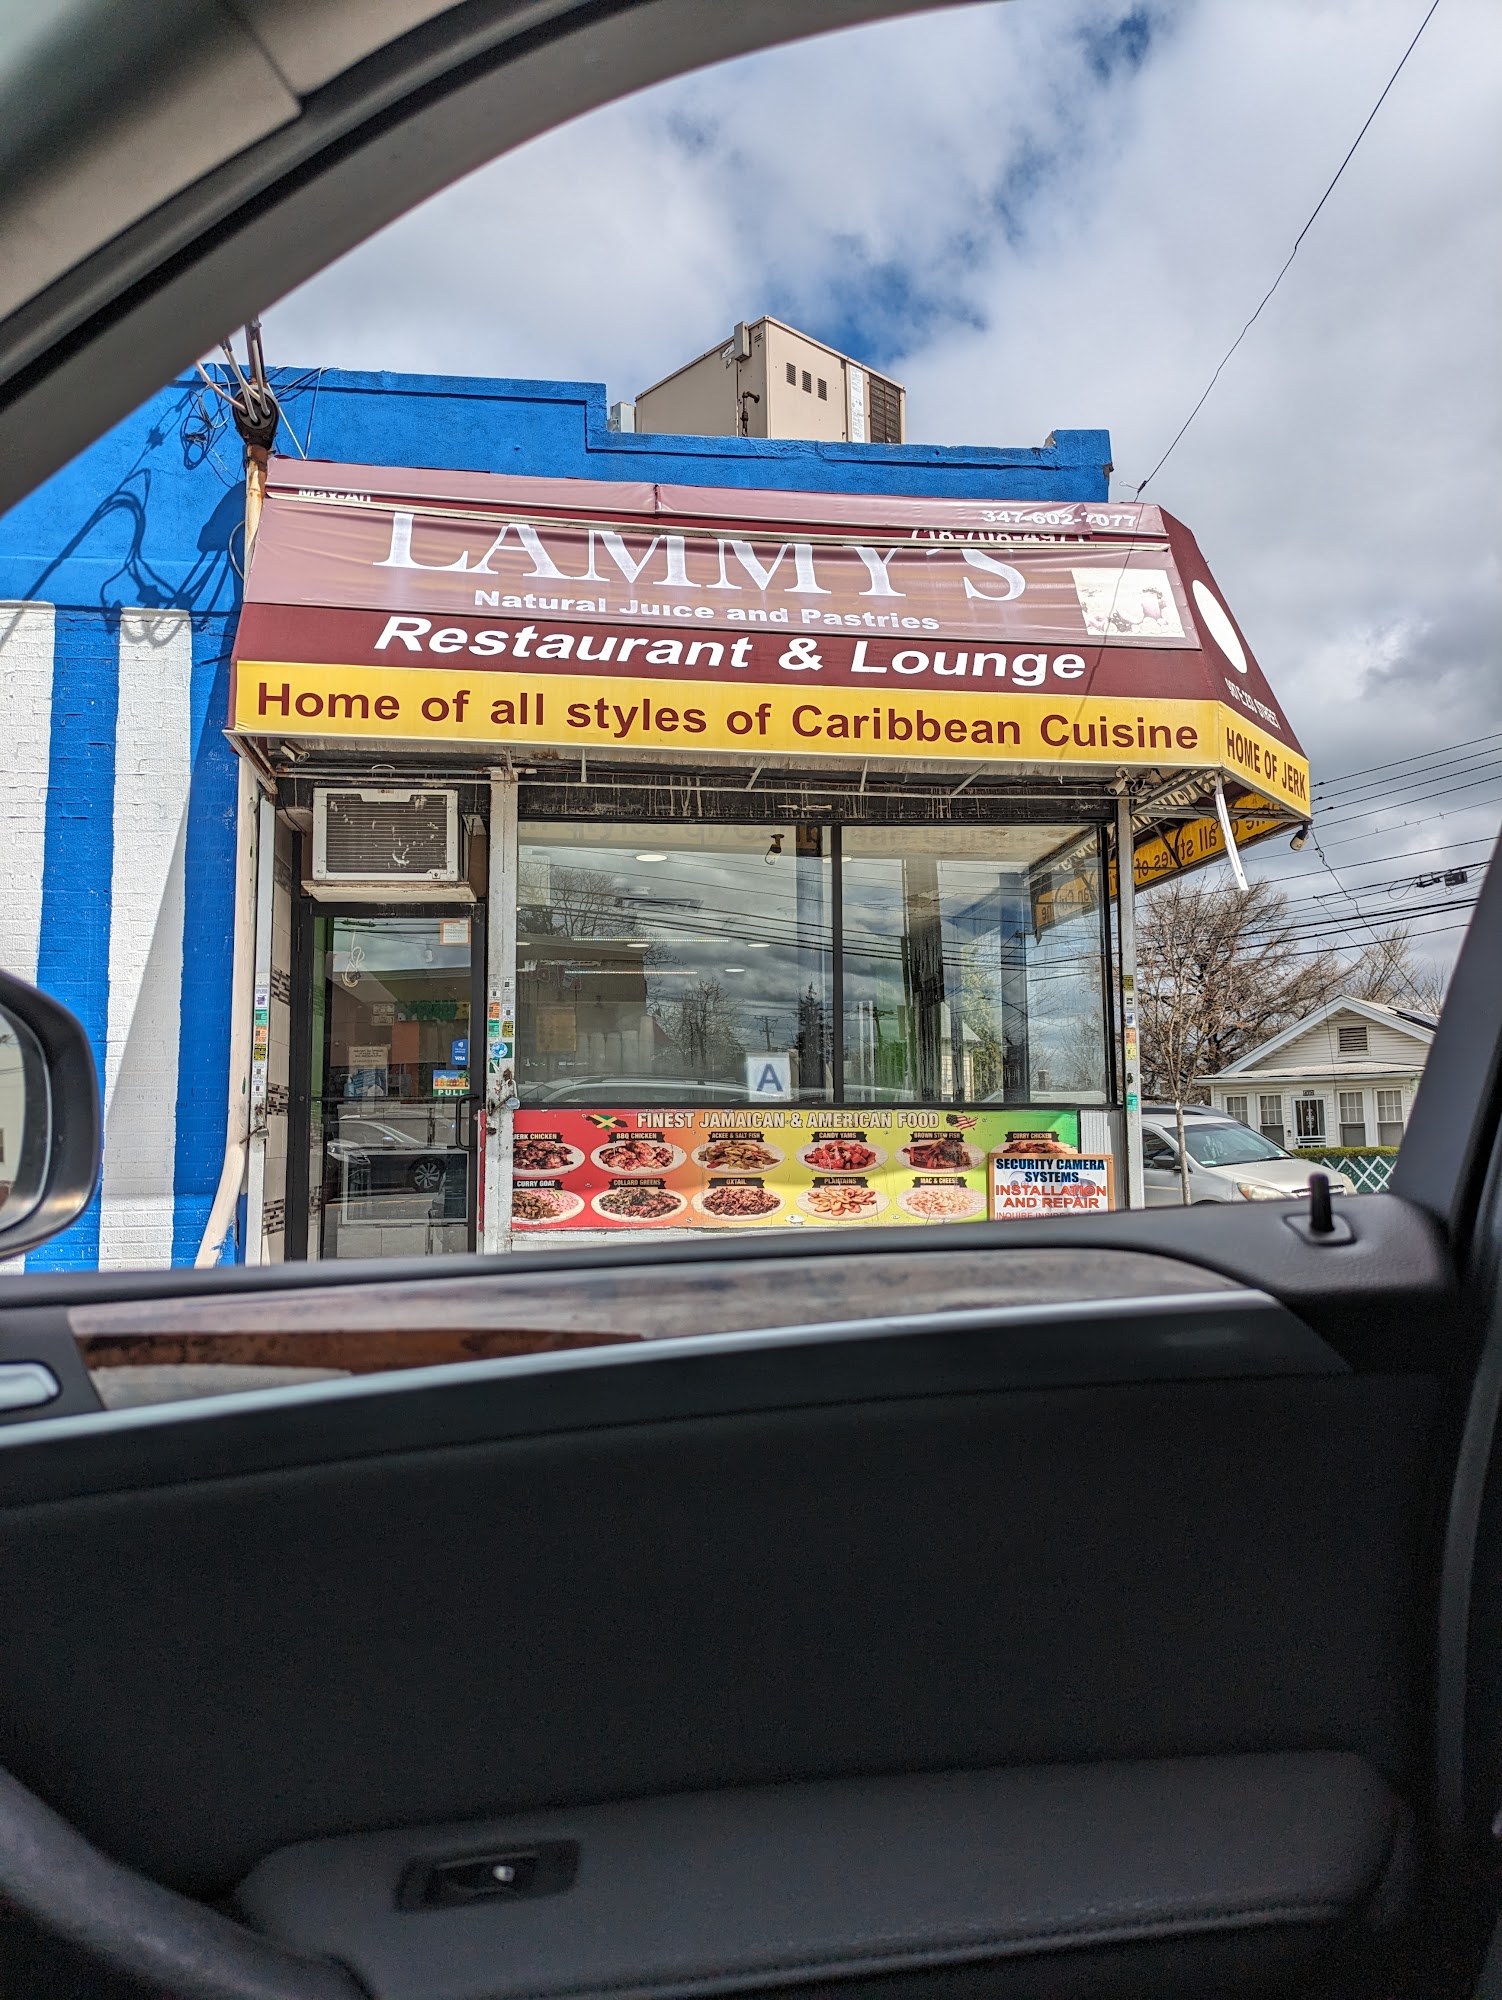 347-602-7077
LAMMY'S
Natural Juice and Pastries
Restaurant & Lounge
Home of all styles of Caribbean Cuisine
HOME OF JERK
A
VISA
PULL
FINEST JAMAICAN & AMERICAN FOOD
JERK CHICKEN BBQ CHICKEN ACKEE & SALT FISH CANDY YAMS BROWN STEW FISH CURRY CHICKEN
CURRY GOAT COLLARD GREENS OXTAIL PLANTAINS MAC & CHEESE
SECURITY CAMERA
SYSTEMS
INSTALLATION
AND REPAIR